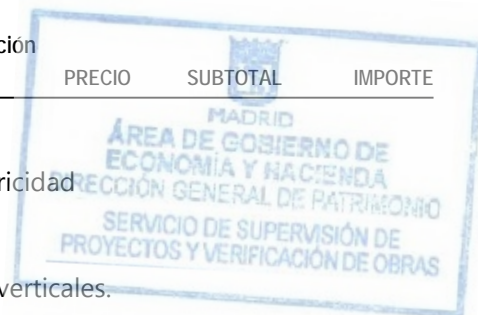 ción
PRECIO SUBTOTAL IMPORTE
MADRID
ÁREA DE GOBIERNO DE
ECONOMÍA Y HACIENDA
ricidad
DIRECCIÓN GENERAL DE PATRIMONIO
SERVICIO DE SUPERVISIÓN DE
PROYECTOS Y VERIFICACIÓN DE OBRAS
verticales.